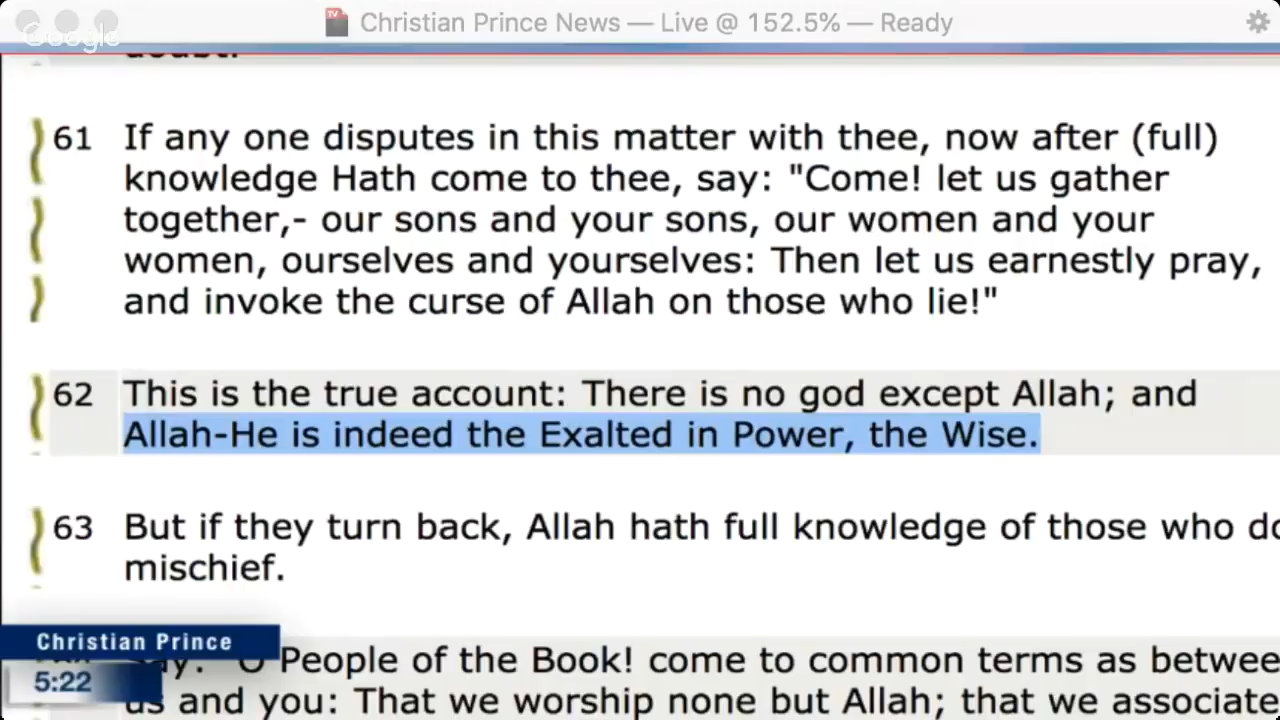 Christian Prince News — Live @ 152.5% — Ready
Google
doubt.
61 If any one disputes in this matter with thee, now after (full)
knowledge Hath come to thee, say: "Come! let us gather
together,- our sons and your sons, our women and your
women, ourselves and yourselves: Then let us earnestly pray,
and invoke the curse of Allah on those who lie!"
62 This is the true account: There is no god except Allah; and
Allah-He is indeed the Exalted in Power, the Wise.
63 But if they turn back, Allah hath full knowledge of those who do
mischief.
Christian Prince
Say: "O People of the Book! come to common terms as betwee
5:22
us and you: That we worship none but Allah; that we associate